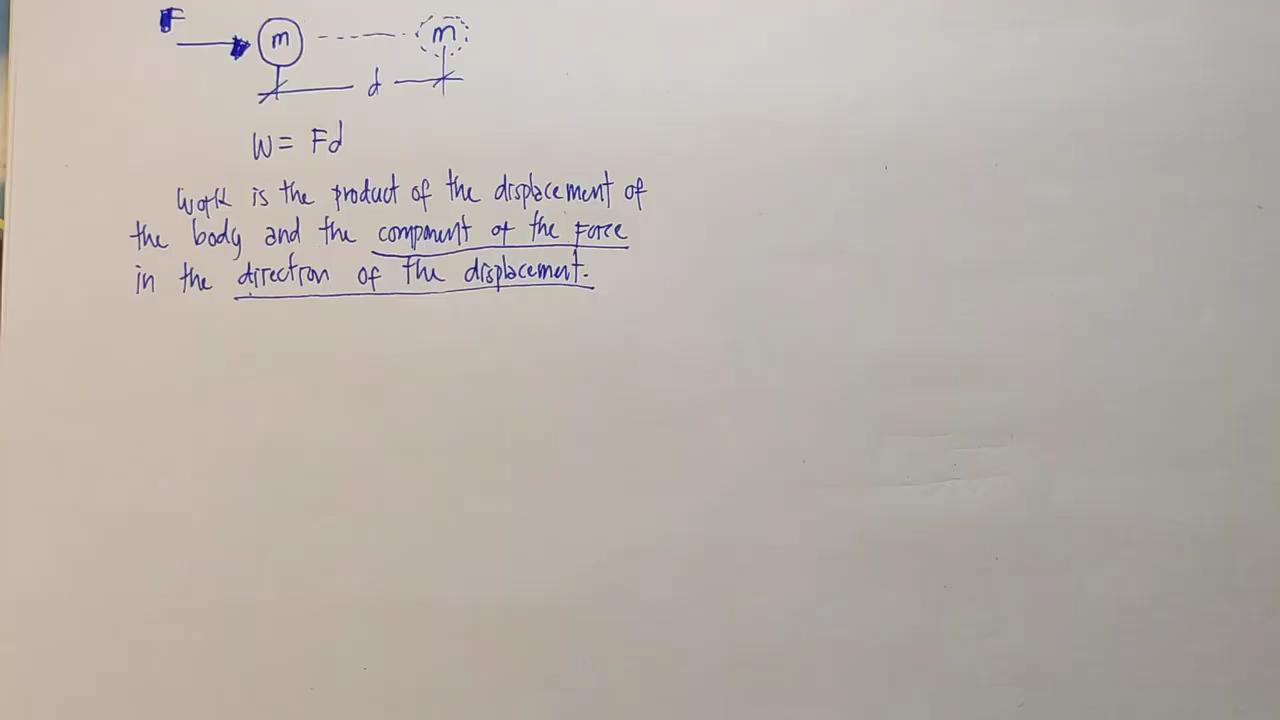 F
m
m
d
W = Fd
Work is the product of the displacement of
the body and the component of the Force
in the direction of the displacement.